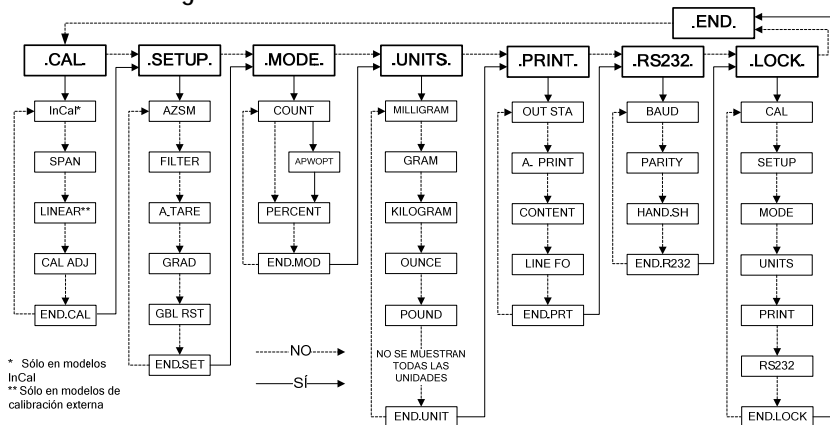 .END.
.CAL.
InCal*
SPAN
LINEAR**
CAL ADJ
END.CAL
* Sólo en modelos
InCal
** Sólo en modelos de
calibración externa
.SETUP.
AZSM
FILTER
A.TARE
GRAD
GBL RST
END.SET
.MODE.
COUNT
APWOPT
PERCENT
END.MOD
NO
SÍ
.UNITS.
MILLIGRAM
GRAM
KILOGRAM
OUNCE
POUND
NO SE MUESTRAN
TODAS LAS
UNIDADES
END.UNIT
.PRINT.
OUT STA
A. PRINT
CONTENT
LINE FO
END.PRT
.RS232.
BAUD
PARITY
HAND.SH
END.R232
.LOCK.
CAL
SETUP
MODE
UNITS
PRINT
RS232
END.LOCK